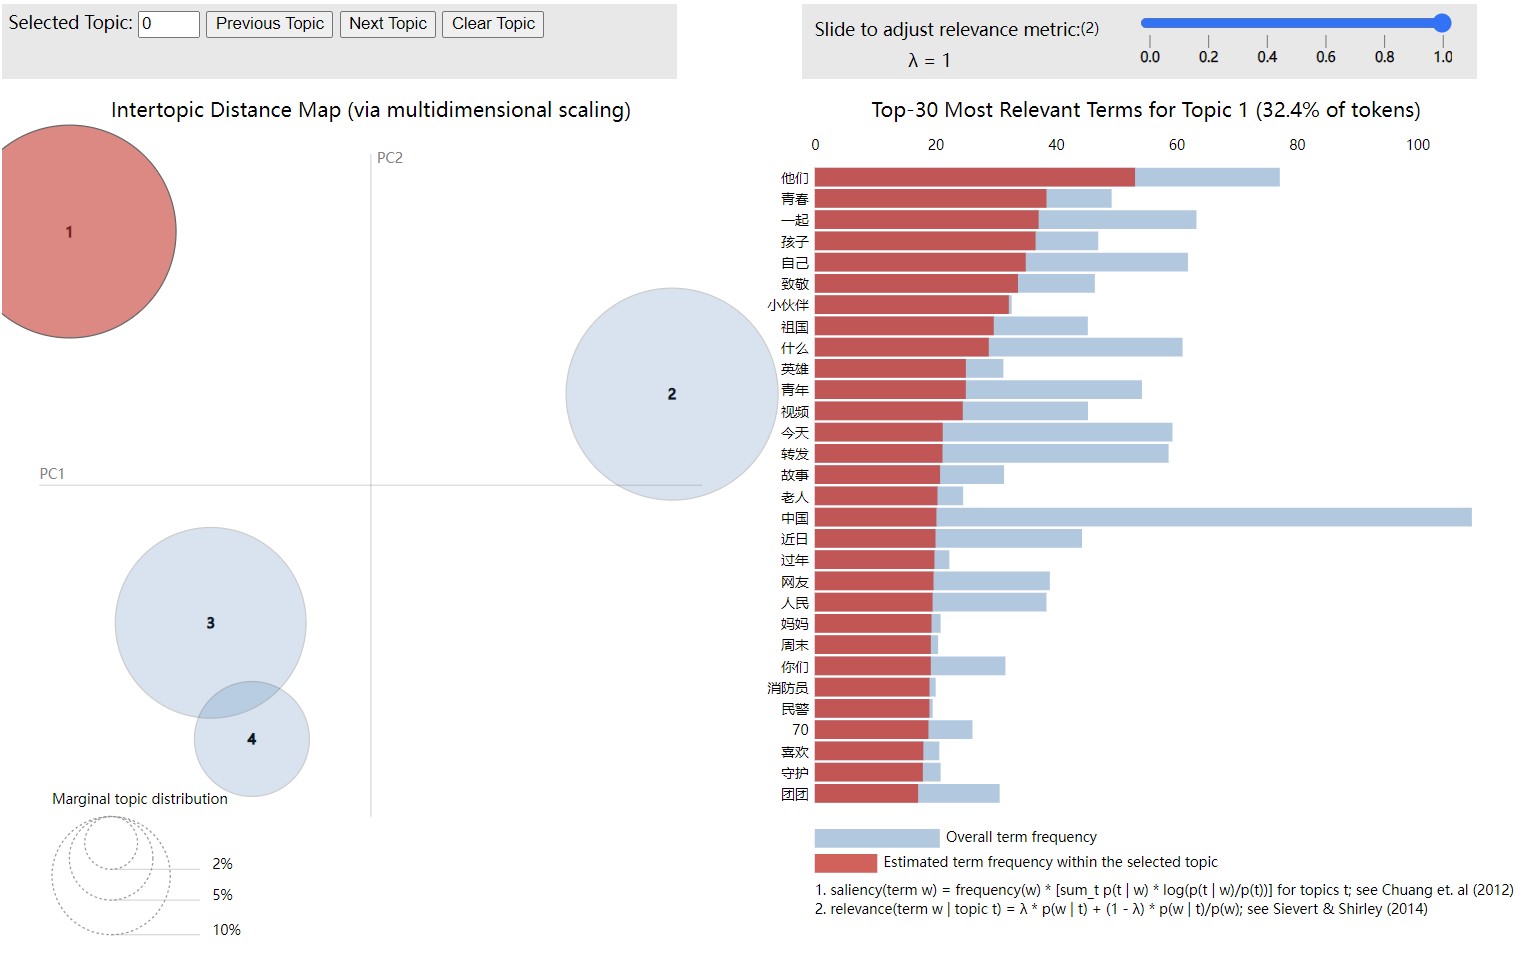 Selected Topic: 0 Previous Topic Next Topic Clear Topic
Slide to adjust relevance metric:(2)
λ = 1
0.0 0.2 0.4 0.6 0.8 1.0
Intertopic Distance Map (via multidimensional scaling)
PC2
PC1
1
2
3
4
Marginal topic distribution
2%
5%
10%
Top-30 Most Relevant Terms for Topic 1 (32.4% of tokens)
0 20 40 60 80 100
他们
青春
一起
孩子
自己
致敬
小伙伴
祖国
什么
英雄
青年
视频
今天
转发
故事
老人
中国
近日
过年
网友
人民
妈妈
周末
你们
消防员
民警
70
喜欢
守护
团团
Overall term frequency
Estimated term frequency within the selected topic
1. saliency(term w) = frequency(w) * [sum_t p(t | w) * log(p(t | w)/p(t))] for topics t; see Chuang et. al (2012)
2. relevance(term w | topic t) = λ * p(w | t) + (1 - λ) * p(w | t)/p(w); see Sievert & Shirley (2014)